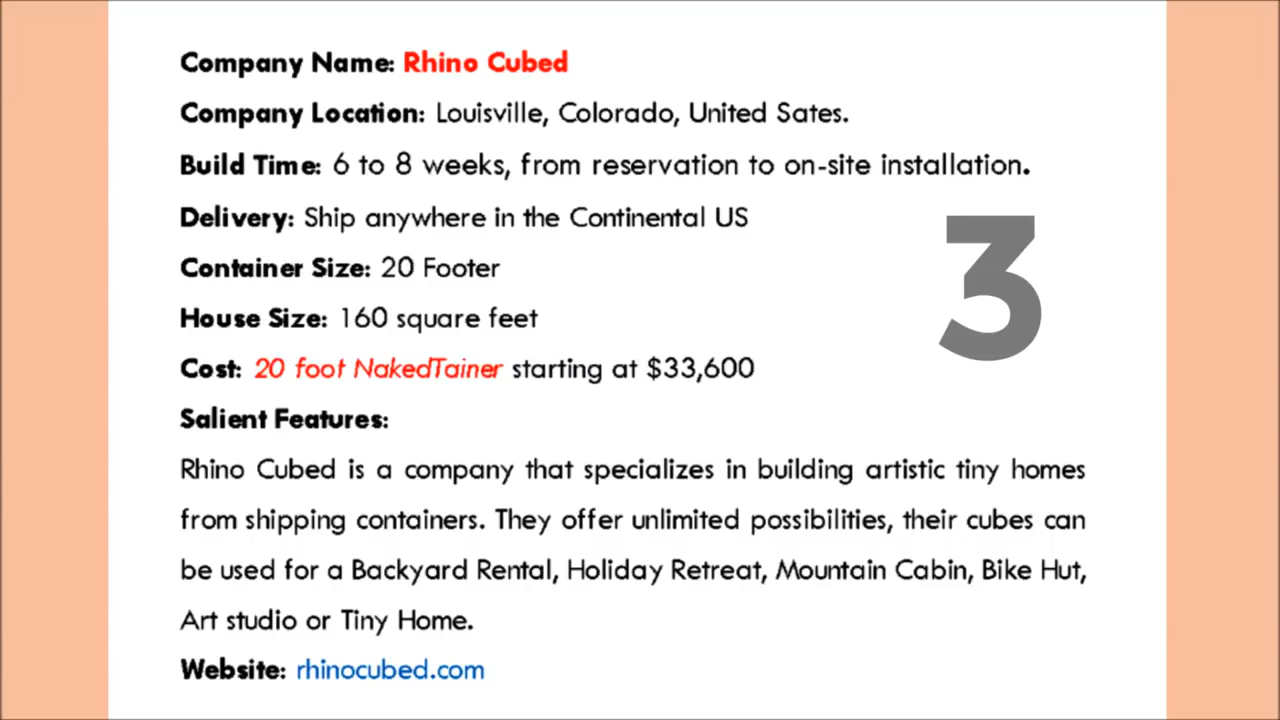 Company Name: Rhino Cubed
Company Location: Louisville, Colorado, United Sates.
Build Time: 6 to 8 weeks, from reservation to on-site installation.
Delivery: Ship anywhere in the Continental US
3
Container Size: 20 Footer
House Size: 160 square feet
Cost: 20 foot NakedTainer starting at $33,600
Salient Features:
Rhino Cubed is a company that specializes in building artistic tiny homes
from shipping containers. They offer unlimited possibilities, their cubes can
be used for a Backyard Rental, Holiday Retreat, Mountain Cabin, Bike Hut,
Art studio or Tiny Home.
Website: rhinocubed.com